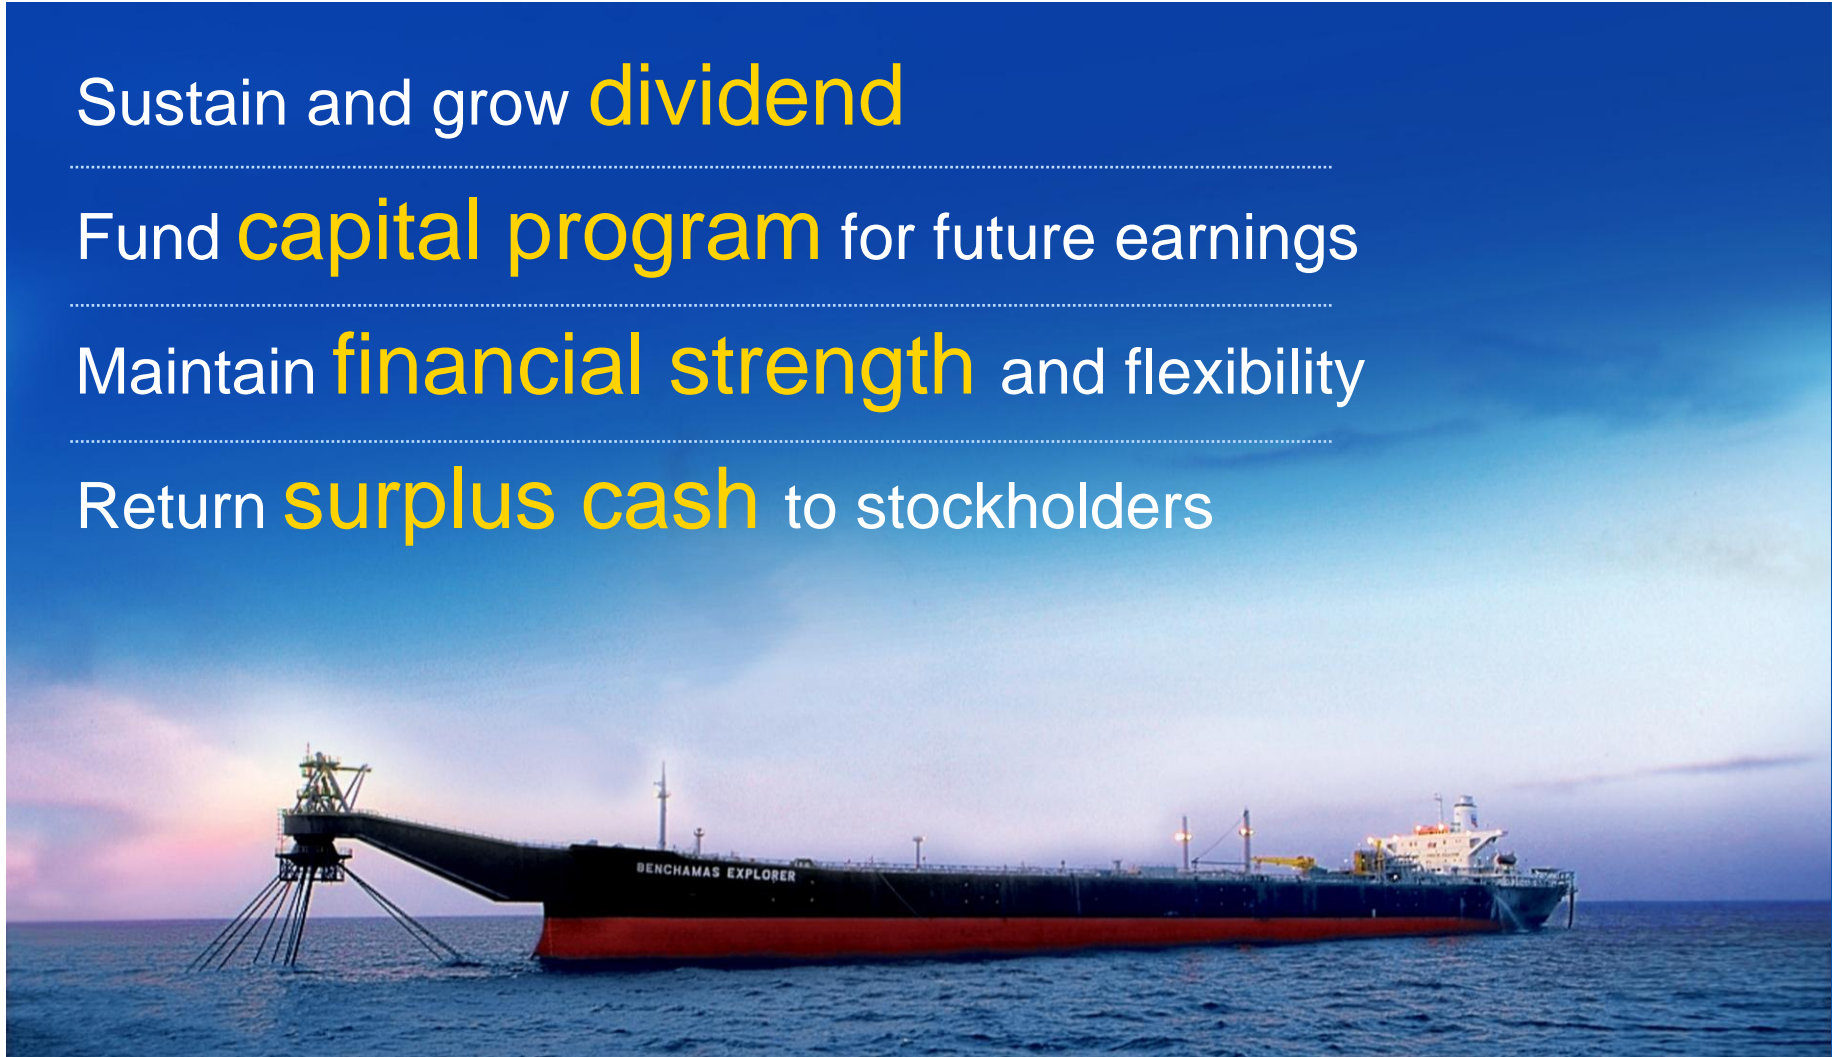 Sustain and grow dividend
Fund capital program for future earnings
Maintain financial strength and flexibility
Return surplus cash to stockholders
BENCHAMAS EXPLORER